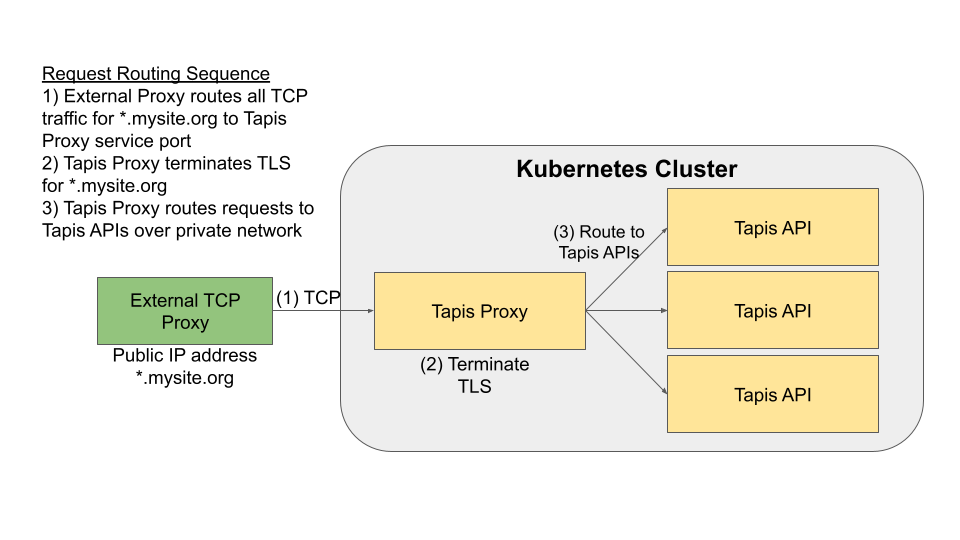 Request Routing Sequence
1) External Proxy routes all TCP
traffic for *.mysite.org to Tapis
Proxy service port
2) Tapis Proxy terminates TLS
for *.mysite.org
3) Tapis Proxy routes requests to
Tapis APIs over private network
Kubernetes Cluster
(3) Route to
Tapis APIs
Tapis API
External TCP
Proxy
(1) TCP
Tapis Proxy
Tapis API
Public IP address
*.mysite.org
(2) Terminate
TLS
Tapis API